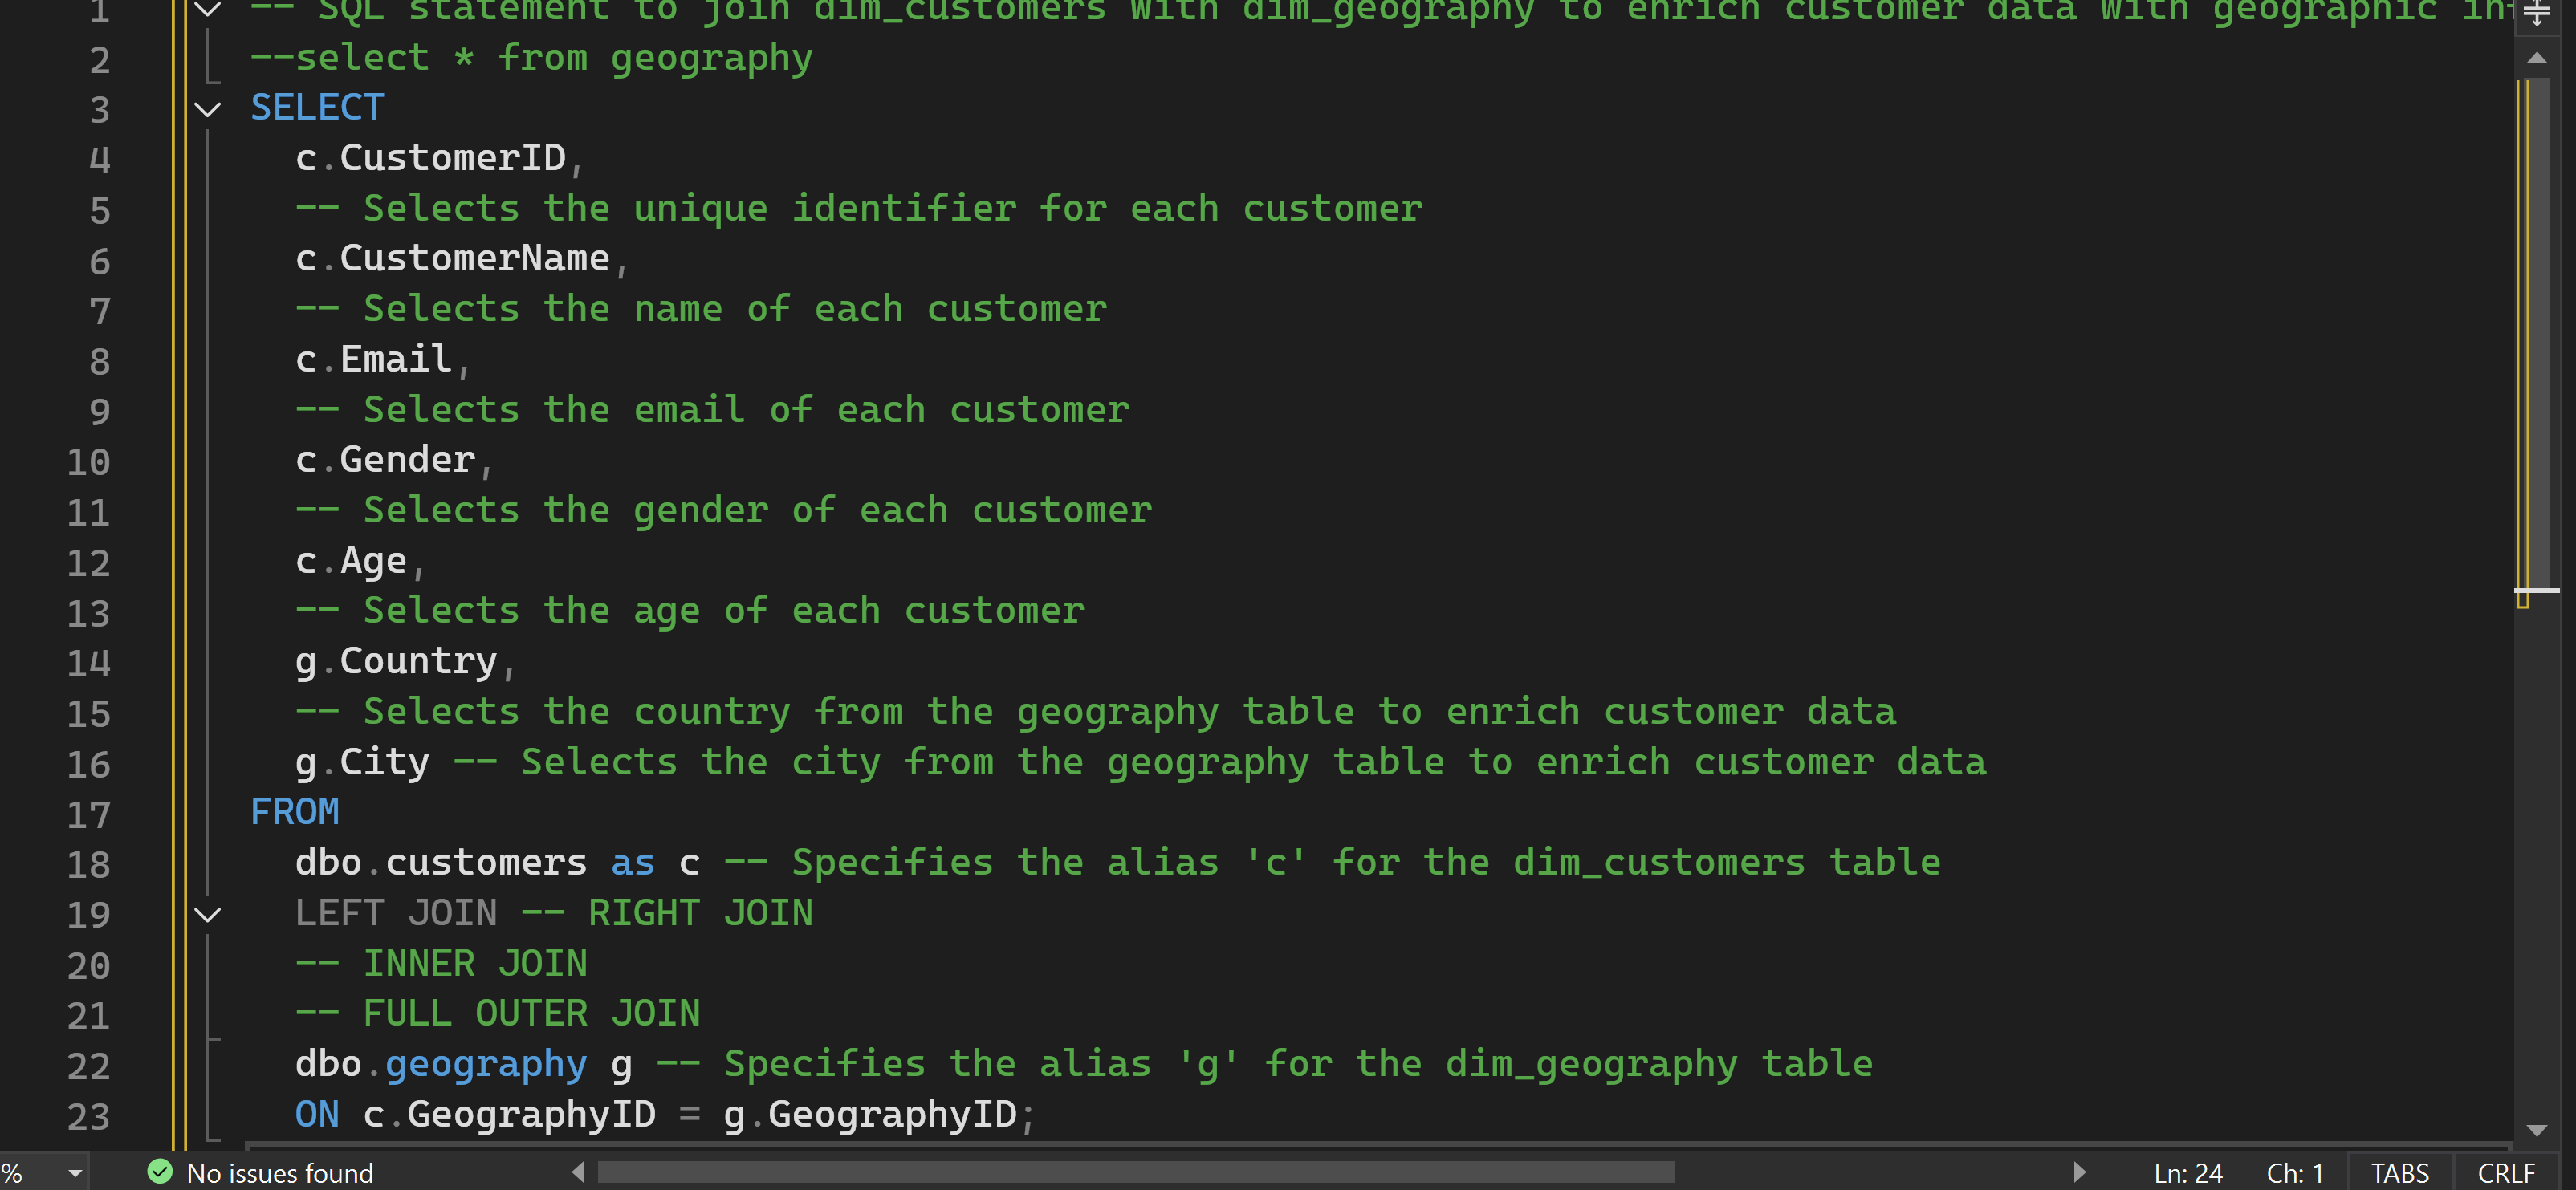 1 -- SQL statement to join dim_customers with dim_geography to enrich customer data with geographic
2 --select * from geography
3 SELECT
4 c.CustomerID,
5 -- Selects the unique identifier for each customer
6 c.CustomerName,
7 -- Selects the name of each customer
8 c.Email,
9 -- Selects the email of each customer
10 c.Gender,
11 -- Selects the gender of each customer
12 c.Age,
13 -- Selects the age of each customer
14 g.Country,
15 -- Selects the country from the geography table to enrich customer data
16 g.City -- Selects the city from the geography table to enrich customer data
17 FROM
18 dbo.customers as c -- Specifies the alias 'c' for the dim_customers table
19 LEFT JOIN -- RIGHT JOIN
20 -- INNER JOIN
21 -- FULL OUTER JOIN
22 dbo.geography g -- Specifies the alias 'g' for the dim_geography table
23 ON c.GeographyID = g.GeographyID;
% No issues found Ln: 24 Ch: 1 TABS CRLF